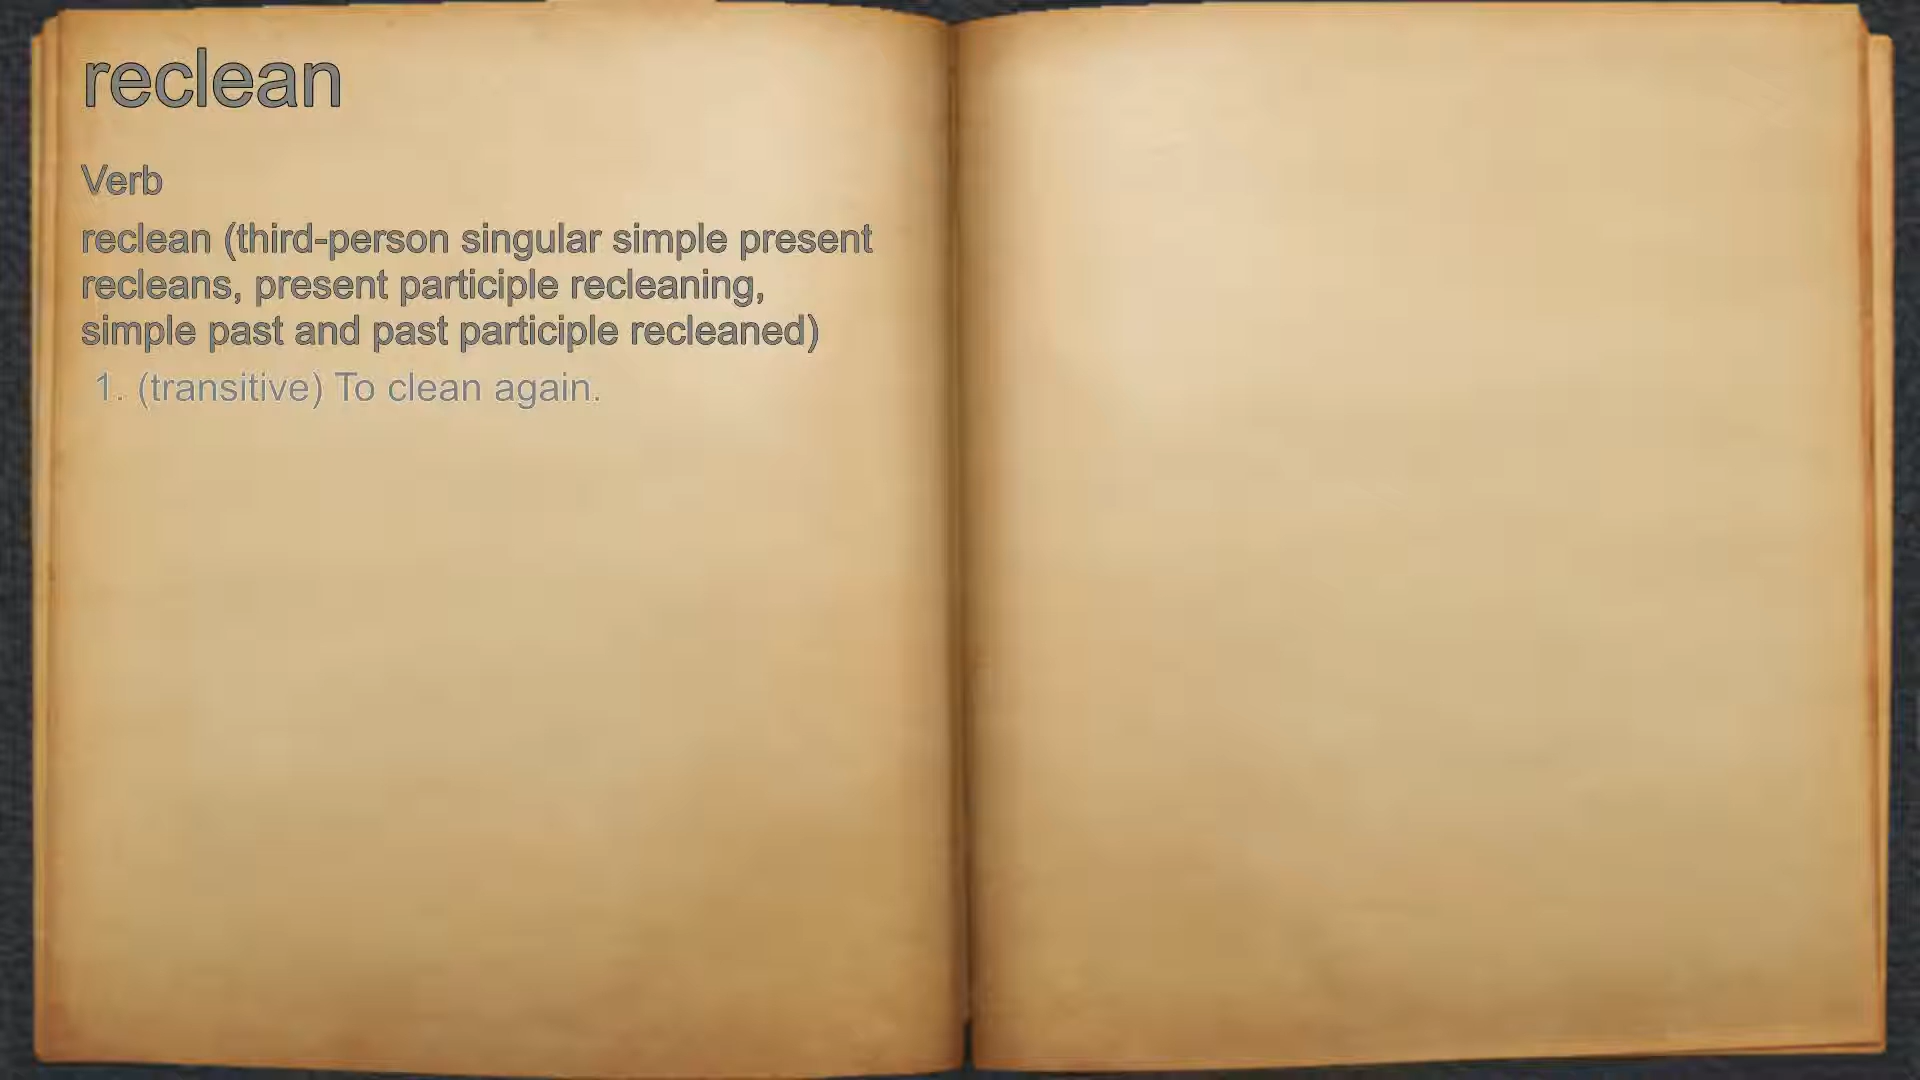 reclean
Verb
reclean (third-person singular simple present
recleans, present participle recleaning,
simple past and past participle recleaned)
1. (transitive) To clean again.